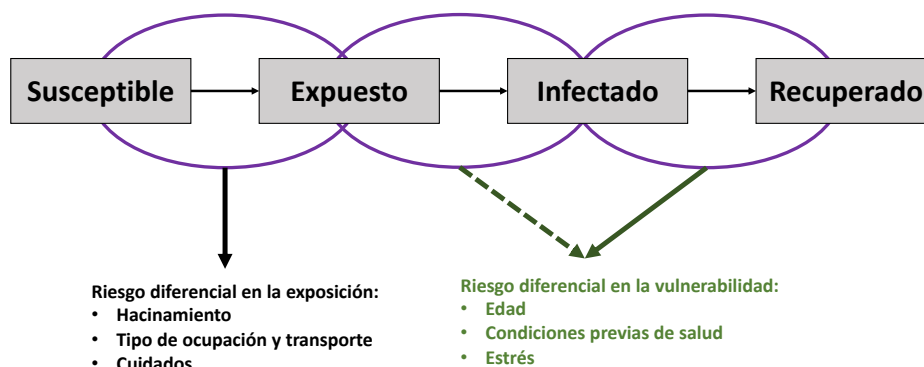 Susceptible
Expuesto
Infectado
Recuperado
Riesgo diferencial en la exposición:
• Hacinamiento
• Tipo de ocupación y transporte
• Cuidados
Riesgo diferencial en la vulnerabilidad:
• Edad
• Condiciones previas de salud
• Estrés